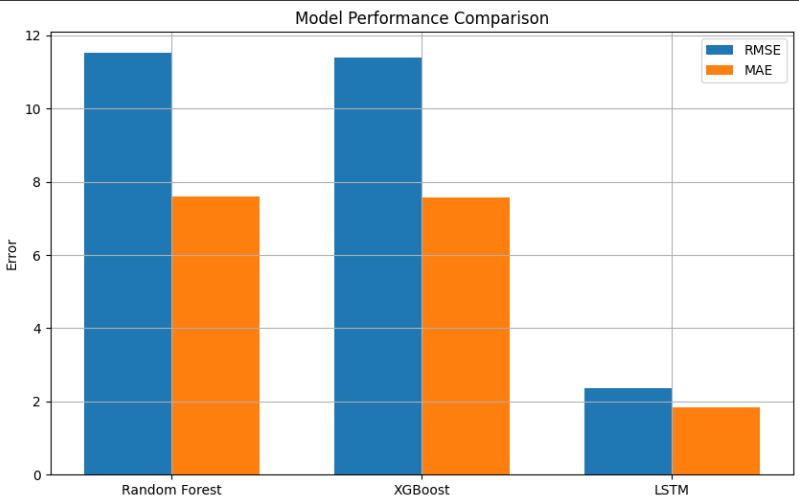 Model Performance Comparison
RMSE
MAE
Error
12
10
8
6
4
2
0
Random Forest
XGBoost
LSTM